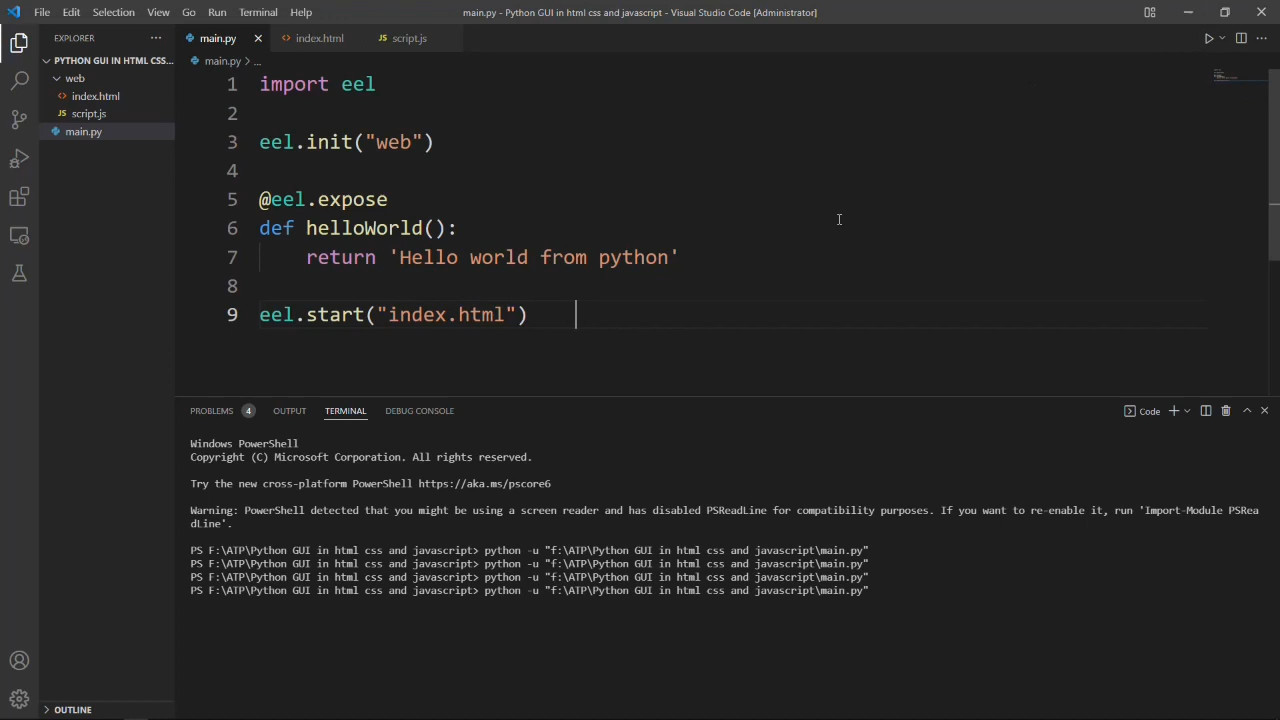 File Edit Selection View Go Run Terminal Help
main.py - Python GUI in html css and javascript - Visual Studio Code [Administrator]
EXPLORER
PYTHON GUI IN HTML CSS...
web
index.html
script.js
main.py
OUTLINE
main.py
index.html
JS script.js
main.py > ...
1 import eel
2
3 eel.init("web")
4
5 @eel.expose
6 def helloWorld():
7 return 'Hello world from python'
8
9 eel.start("index.html")
PROBLEMS 4 OUTPUT TERMINAL DEBUG CONSOLE
Code
Windows PowerShell
Copyright (C) Microsoft Corporation. All rights reserved.
Try the new cross-platform PowerShell https://aka.ms/pscore6
Warning: PowerShell detected that you might be using a screen reader and has disabled PSReadLine for compatibility purposes. If you want to re-enable it, run 'Import-Module PSRea
dLine'.
PS F:\ATP\Python GUI in html css and javascript> python -u "f:\ATP\Python GUI in html css and javascript\main.py"
PS F:\ATP\Python GUI in html css and javascript> python -u "f:\ATP\Python GUI in html css and javascript\main.py"
PS F:\ATP\Python GUI in html css and javascript> python -u "f:\ATP\Python GUI in html css and javascript\main.py"
PS F:\ATP\Python GUI in html css and javascript> python -u "f:\ATP\Python GUI in html css and javascript\main.py"